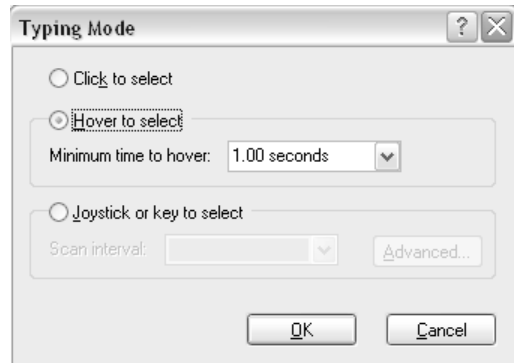 Typing Mode
Click to select
Hover to select
Minimum time to hover: 1.00 seconds
Joystick or key to select
Scan interval: Advanced...
OK Cancel